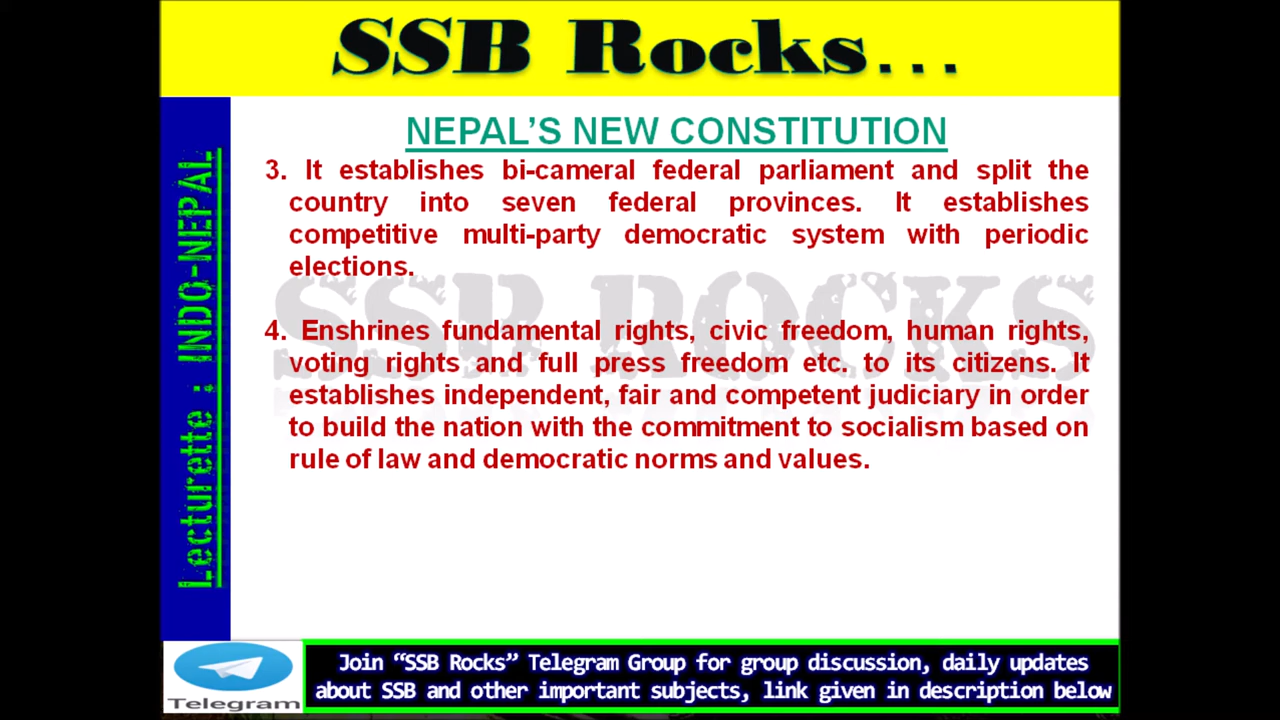 SSB Rocks...
Lecturette : INDO-NEPAL
NEPAL’S NEW CONSTITUTION
3. It establishes bi-cameral federal parliament and split the
country into seven federal provinces. It establishes
competitive multi-party democratic system with periodic
elections.
SSB ROCKS
4. Enshrines fundamental rights, civic freedom, human rights,
voting rights and full press freedom etc. to its citizens. It
establishes independent, fair and competent judiciary in order
to build the nation with the commitment to socialism based on
rule of law and democratic norms and values.
Telegram
Join “SSB Rocks” Telegram Group for group discussion, daily updates
about SSB and other important subjects, link given in description below